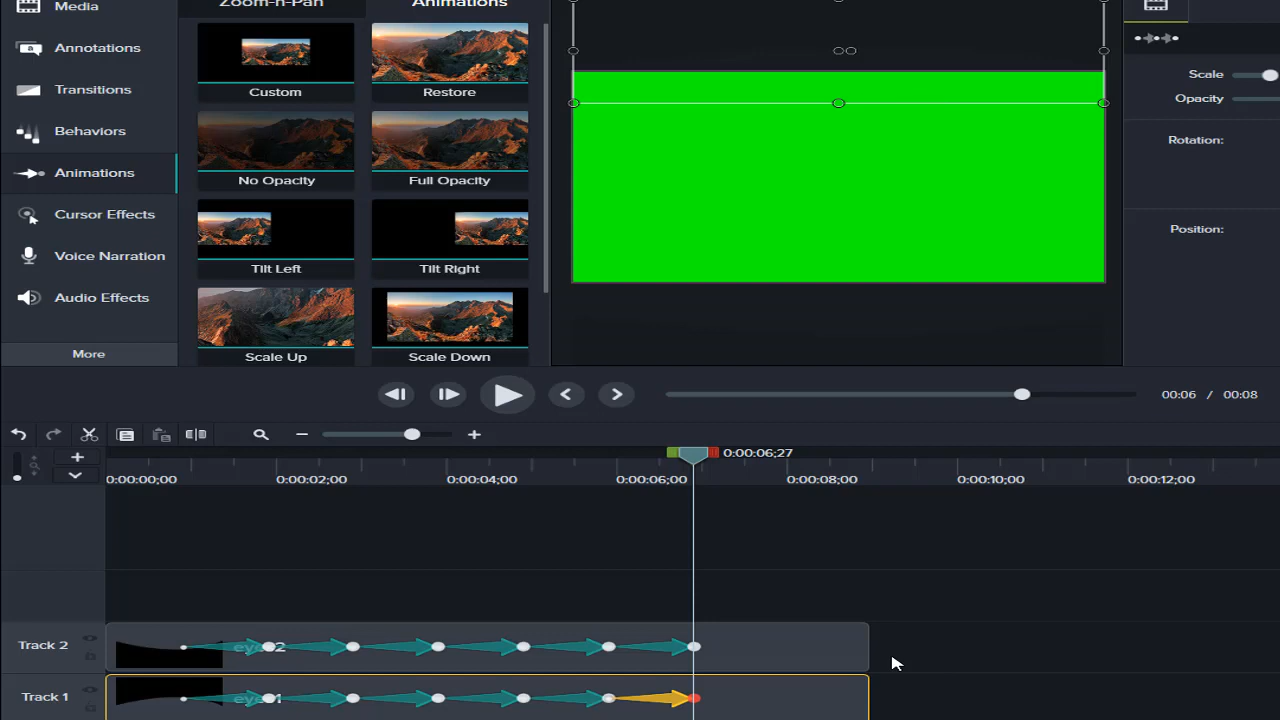 Media
Zoom-n-Pan
Animations
Annotations
Transitions
Behaviors
Animations
Cursor Effects
Voice Narration
Audio Effects
More
Custom
Restore
No Opacity
Full Opacity
Tilt Left
Tilt Right
Scale Up
Scale Down
Scale
Opacity
Rotation:
Position:
00:06 / 00:08
0:00:06;27
0:00:00;00
0:00:02;00
0:00:04;00
0:00:06;00
0:00:08;00
0:00:10;00
0:00:12;00
Track 2
Track 1